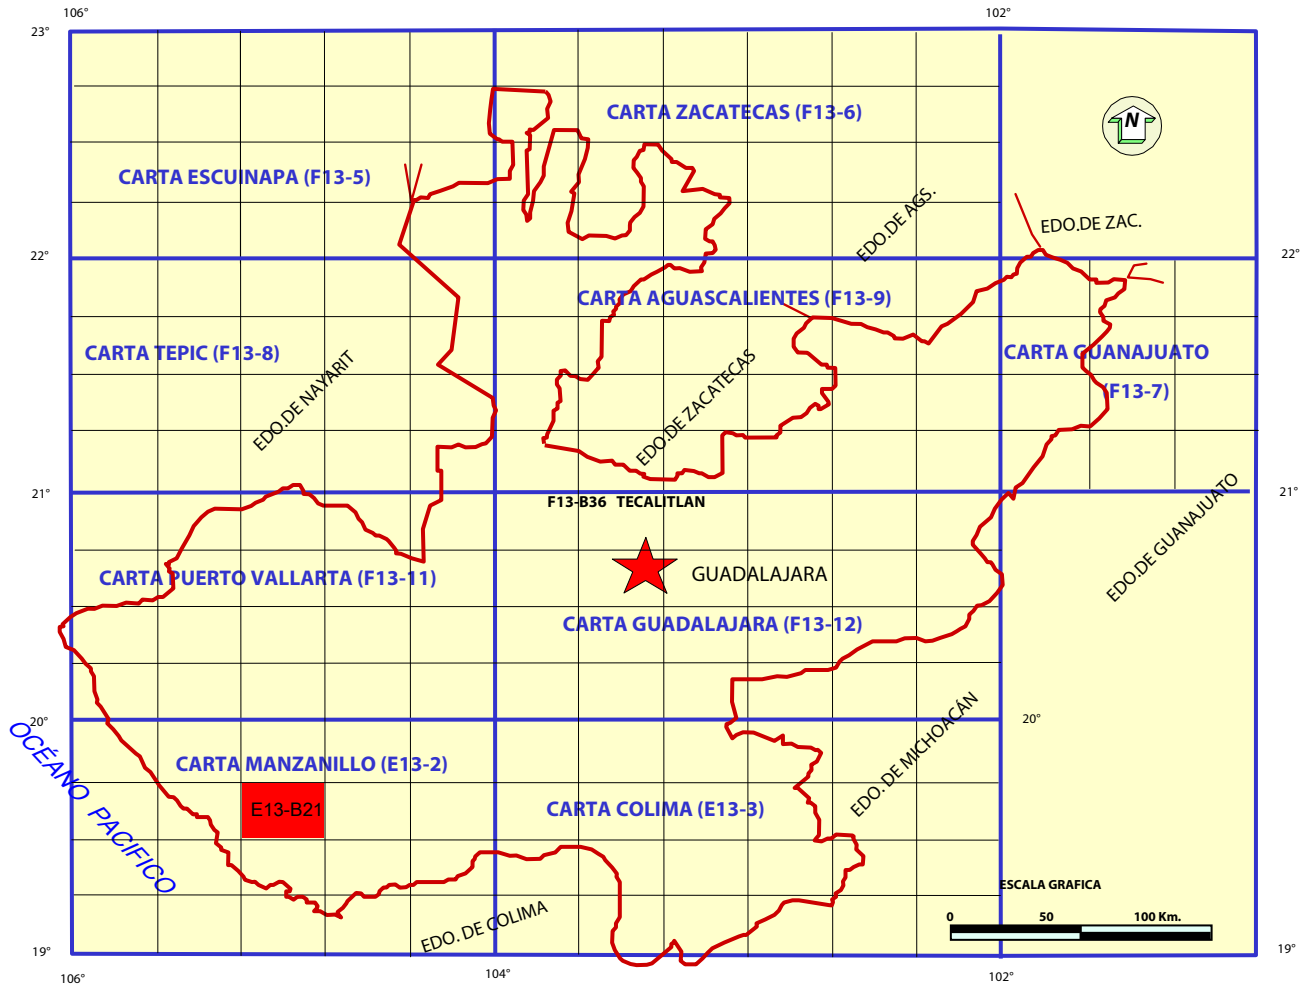 106°
102°
23°
CARTA ZACATECAS (F13-6)
N
CARTA ESCUINAPA (F13-5)
EDO.DE AGS.
EDO.DE ZAC.
22°
22°
CARTA AGUASCALIENTES (F13-9)
CARTA TEPIC (F13-8)
EDO.DE NAYARIT
EDO.DE ZACATECAS
CARTA GUANAJUATO
(F13-7)
21°
21°
F13-B36 TECALITLAN
EDO.DE GUANAJUATO
CARTA PUERTO VALLARTA (F13-11)
GUADALAJARA
CARTA GUADALAJARA (F13-12)
20°
20°
OCÉANO PACIFICO
CARTA MANZANILLO (E13-2)
EDO. DE MICHOACÁN
E13-B21
CARTA COLIMA (E13-3)
ESCALA GRAFICA
0 50 100 Km.
EDO. DE COLIMA
19°
19°
106°
104°
102°